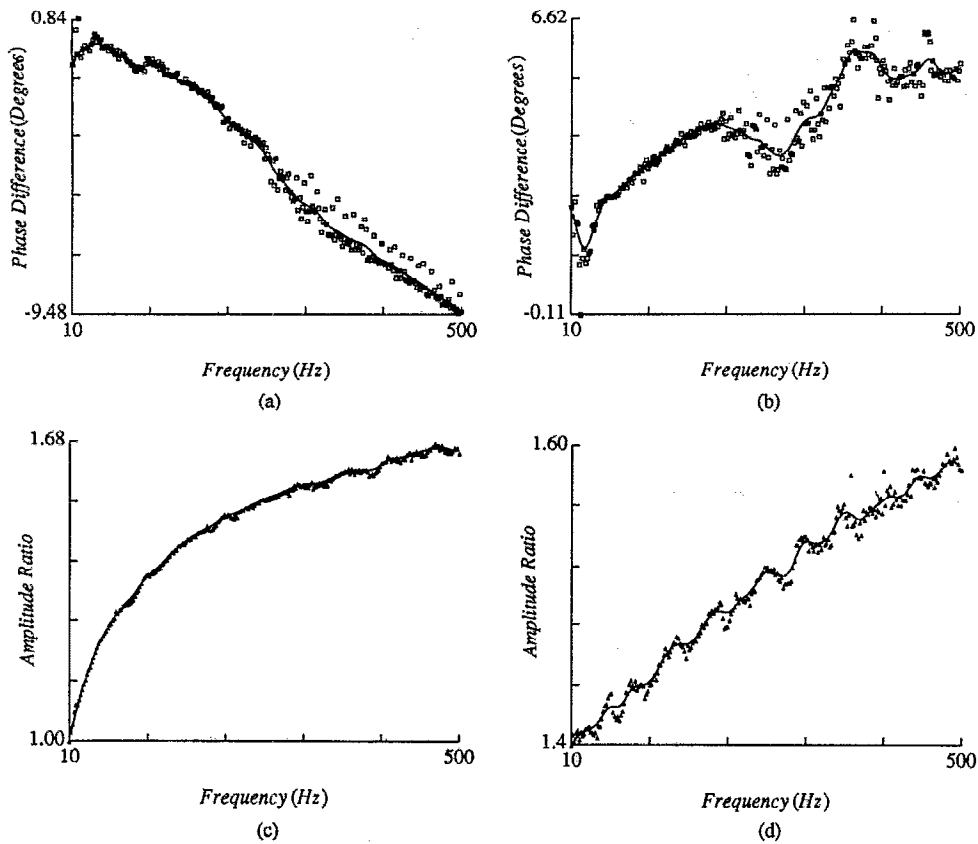 0.84
Phase Difference (Degrees)
-9.48
10
500
Frequency (Hz)
(a)
6.62
Phase Difference (Degrees)
-0.11
10
500
Frequency (Hz)
(b)
1.68
Amplitude Ratio
1.00
10
500
Frequency (Hz)
(c)
1.60
Amplitude Ratio
1.4
10
500
Frequency (Hz)
(d)